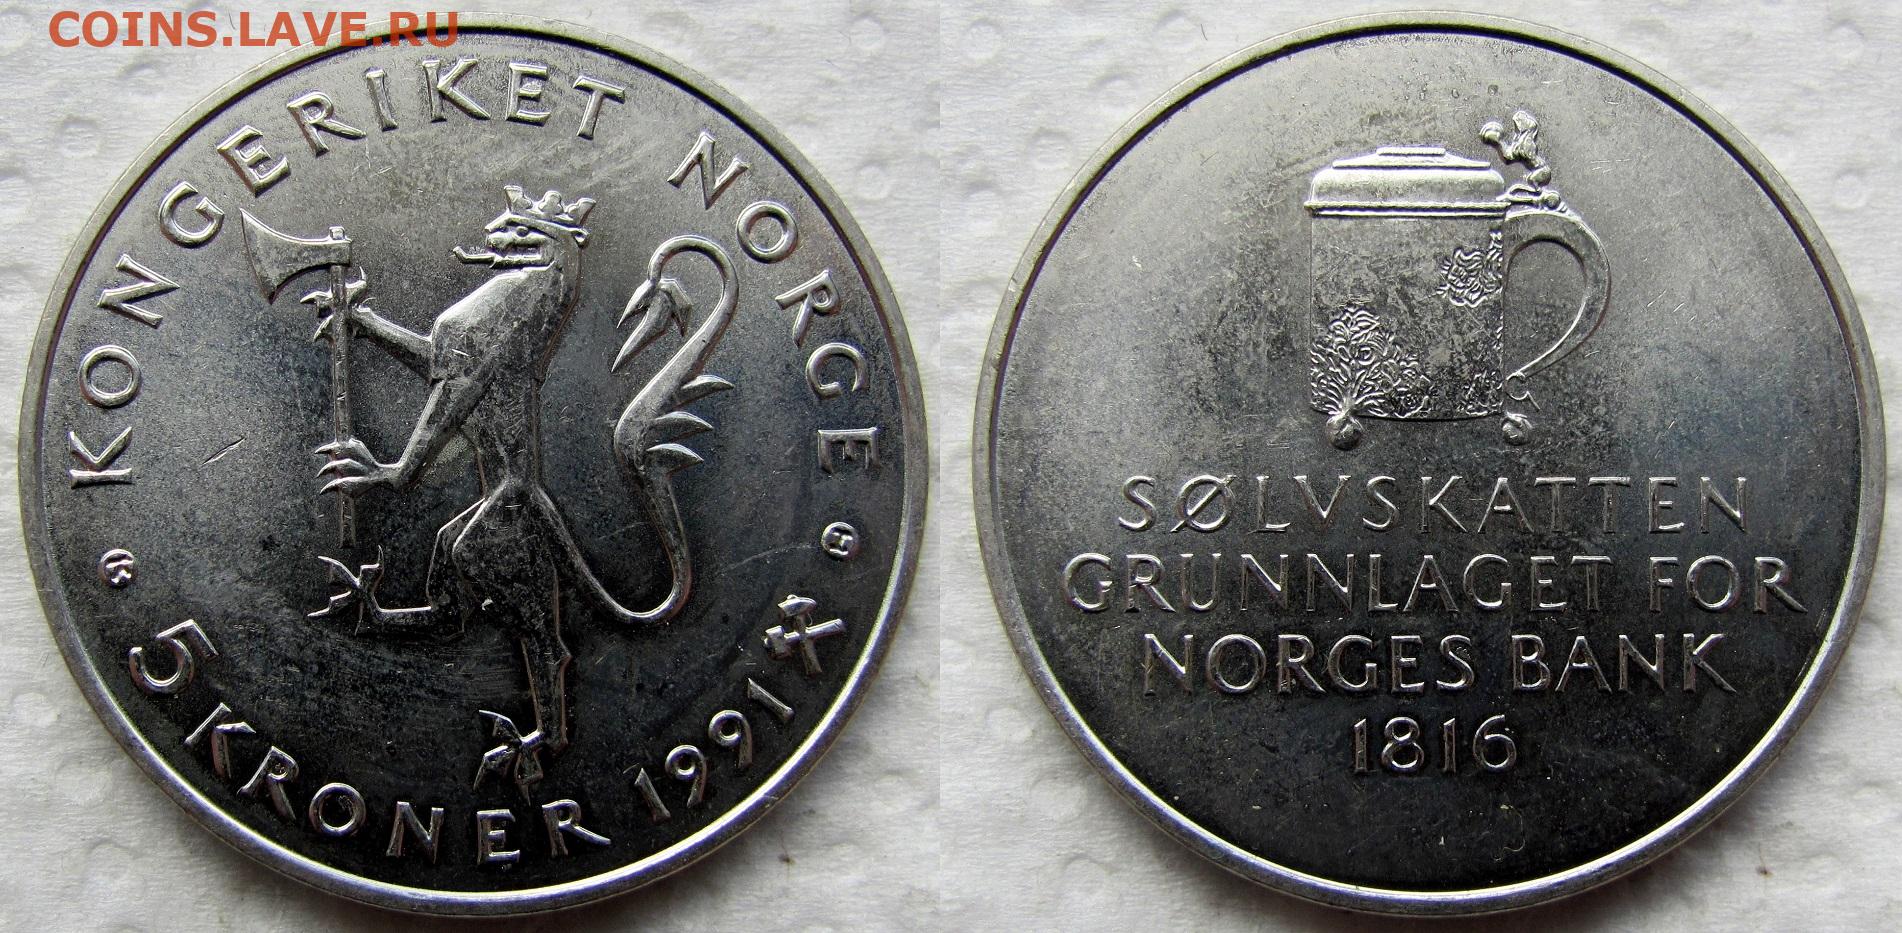 COINS.LAVE.RU
KONGERIKET NORGE
5 KRONER 1991
SØLVSKATTEN
GRUNNLAGET FOR
NORGES BANK
1816